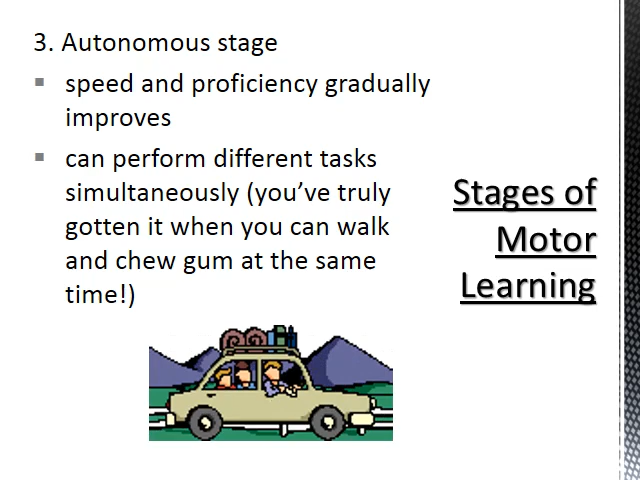 3. Autonomous stage
▪ speed and proficiency gradually
improves
▪ can perform different tasks
simultaneously (you’ve truly
gotten it when you can walk
and chew gum at the same
time!)
Stages of
Motor
Learning